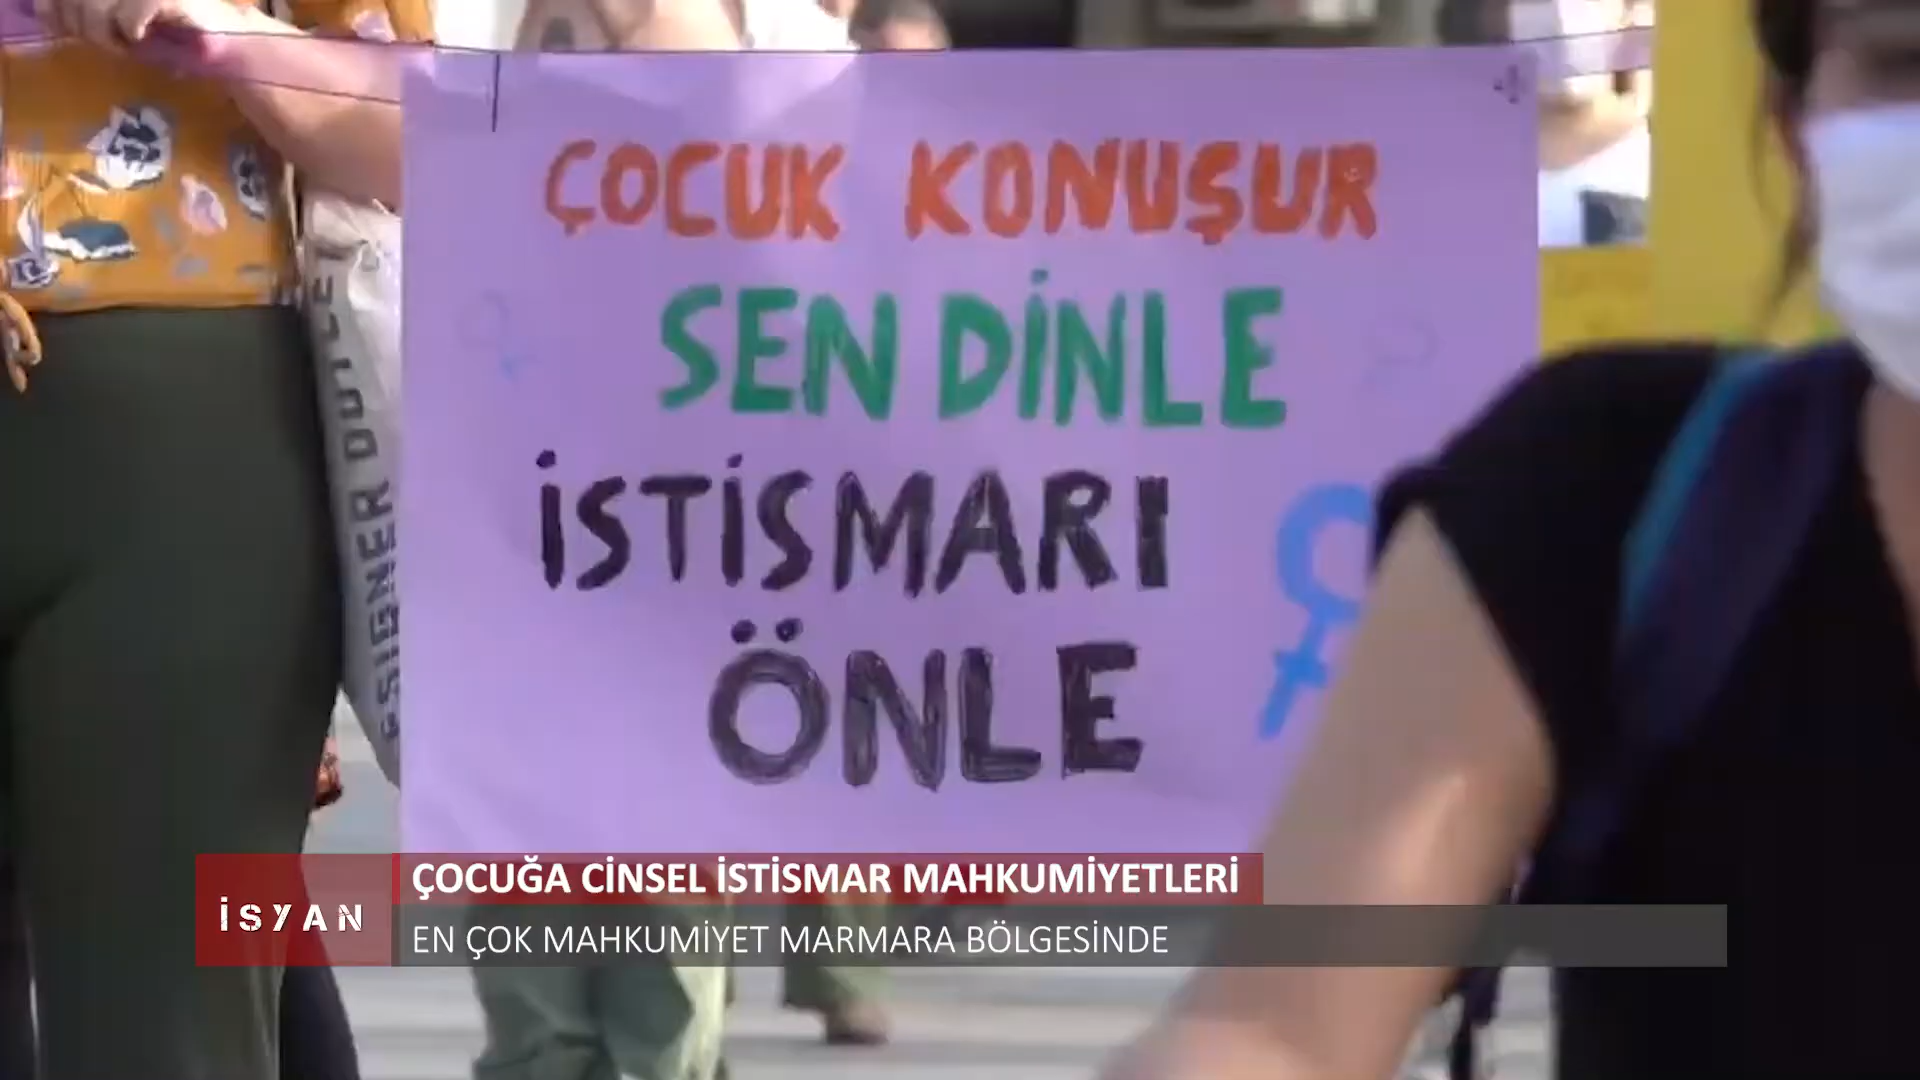 ÇOCUK KONUŞUR
SEN DİNLE
İSTİSMARI
ÖNLE
ÇOCUĞA CİNSEL İSTİSMAR MAHKUMİYETLERİ
İSYAN
EN ÇOK MAHKUMİYET MARMARA BÖLGESİNDE